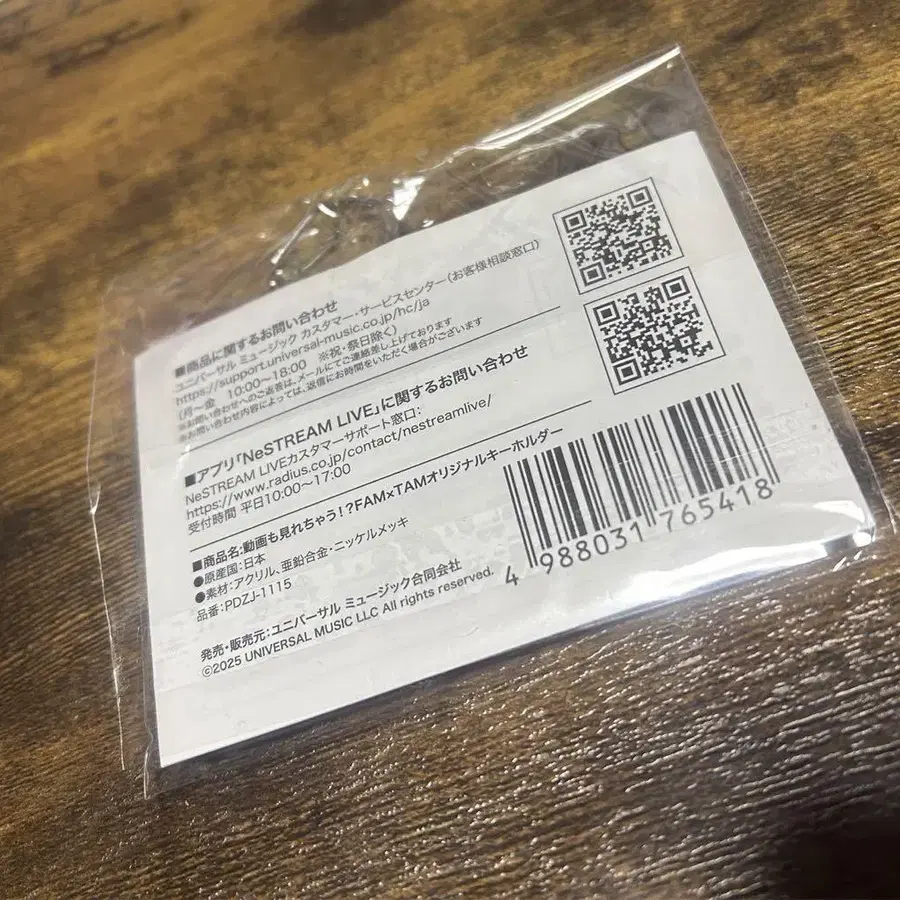 ■商品に関するお問い合わせ
ユニバーサル ミュージック カスタマー・サービスセンター(お客様相談窓口)
https://support.universal-music.co.jp/hc/ja
(月〜金 10:00〜18:00 ※祝・祭日除く)
※お問い合わせへのご返答は、メールにてご連絡差し上げております
※お問い合わせ内容によっては、返信にお時間をいただく場合がございます
■アプリ「NeSTREAM LIVE」に関するお問い合わせ
NeSTREAM LIVEカスタマーサポート窓口:
https://www.radius.co.jp/contact/nestreamlive/
受付時間 平日10:00〜17:00
■商品名:動画も見れちゃう!?FAM×TAMオリジナルキーホルダー
●原産国:日本
●素材:アクリル、亜鉛合金・ニッケルメッキ
品番:PDZJ-1115
発売・販売元:ユニバーサル ミュージック合同会社
©2025 UNIVERSAL MUSIC LLC All rights reserved.
4 988031 765418